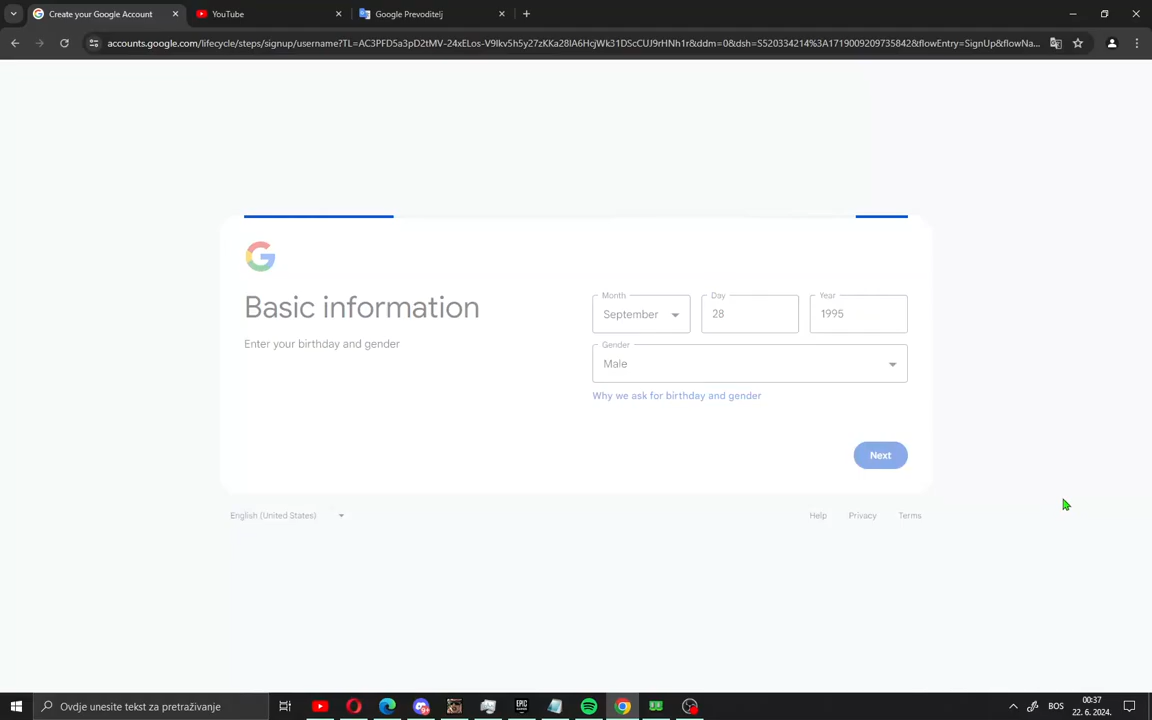 Create your Google Account
YouTube
Google Prevoditelj
accounts.google.com/lifecycle/steps/signup/username?TL=AC3PFD5a3pD2tMV-24xELos-V9Ikv5h5y27zKKa28IA6HcjWk31DScCUJ9rHNh1r&ddm=0&dsh=S520334214%3A1719009209735842&flowEntry=SignUp&flowNa...
Basic information
Enter your birthday and gender
Month
September
Day
28
Year
1995
Gender
Male
Why we ask for birthday and gender
Next
English (United States)
Help
Privacy
Terms
Ovdje unesite tekst za pretraživanje
EPIC
BOS
00:37
22. 6. 2024.